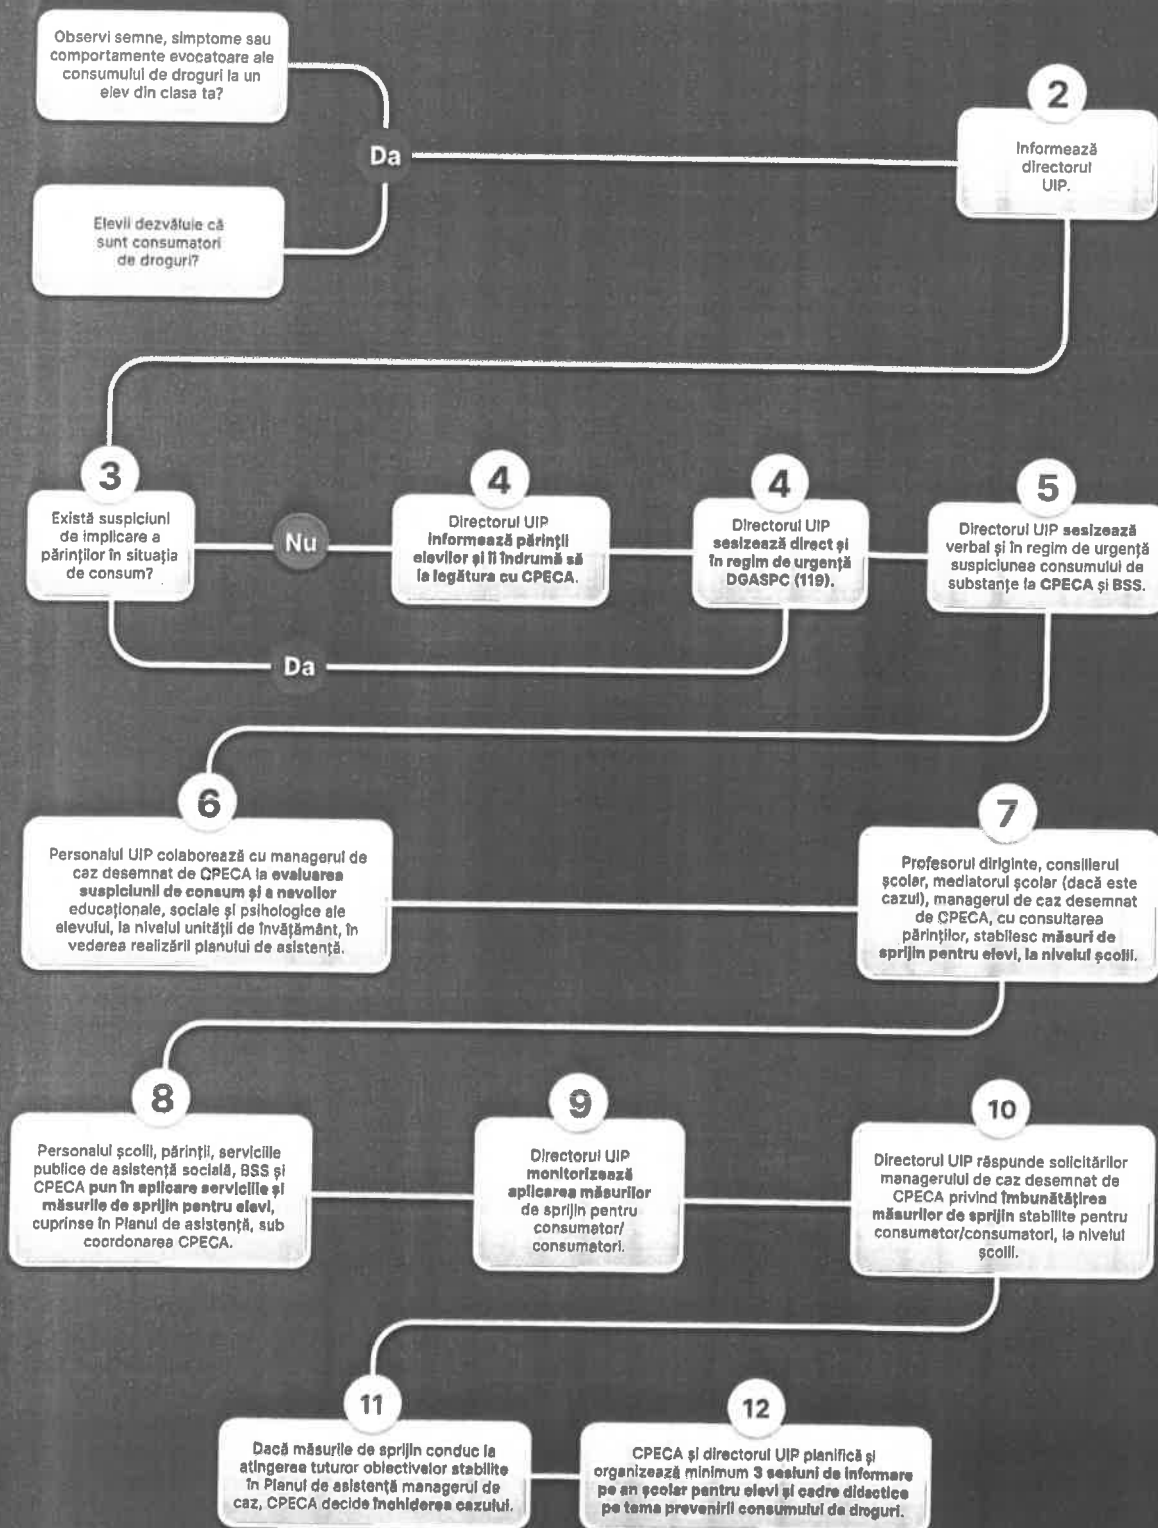 Observi semne, simptome sau
comportamente evocatoare ale
consumului de droguri la un
elev din clasa ta?
Da
Elevii dezvăluie că
sunt consumatori
de droguri?
2
Informează
directorul
UIP.
3
Există suspiciuni
de implicare a
părinților în situația
de consum?
Nu
Da
4
Directorul UIP
informează părinții
elevilor și îi îndrumă să
ia legătura cu CPECA.
4
Directorul UIP
sesizează direct și
în regim de urgență
DGASPC (119).
5
Directorul UIP sesizează
verbal și în regim de urgență
suspiciunea consumului de
substanțe la CPECA și BSS.
6
Personalul UIP colaborează cu managerul de
caz desemnat de CPECA la evaluarea
suspiciunii de consum și a nevoilor
educaționale, sociale și psihologice ale
elevului, la nivelul unității de învățământ, în
vederea realizării planului de asistență.
7
Profesorul diriginte, consilierul
școlar, mediatorul școlar (dacă este
cazul), managerul de caz desemnat
de CPECA, cu consultarea
părinților, stabilesc măsuri de
sprijin pentru elevi, la nivelul școlii.
8
Personalul școlii, părinții, serviciile
publice de asistență socială, BSS și
CPECA pun în aplicare serviciile și
măsurile de sprijin pentru elevi,
cuprinse în Planul de asistență, sub
coordonarea CPECA.
9
Directorul UIP
monitorizează
aplicarea măsurilor
de sprijin pentru
consumator/
consumatori.
10
Directorul UIP răspunde solicitărilor
managerului de caz desemnat de
CPECA privind îmbunătățirea
măsurilor de sprijin stabilite pentru
consumator/consumatori, la nivelul
școlii.
11
Dacă măsurile de sprijin conduc la
atingerea tuturor obiectivelor stabilite
în Planul de asistență managerul de
caz, CPECA decide închiderea cazului.
12
CPECA și directorul UIP planifică și
organizează minimum 3 sesiuni de informare
pe an școlar pentru elevi și cadre didactice
pe tema prevenirii consumului de droguri.